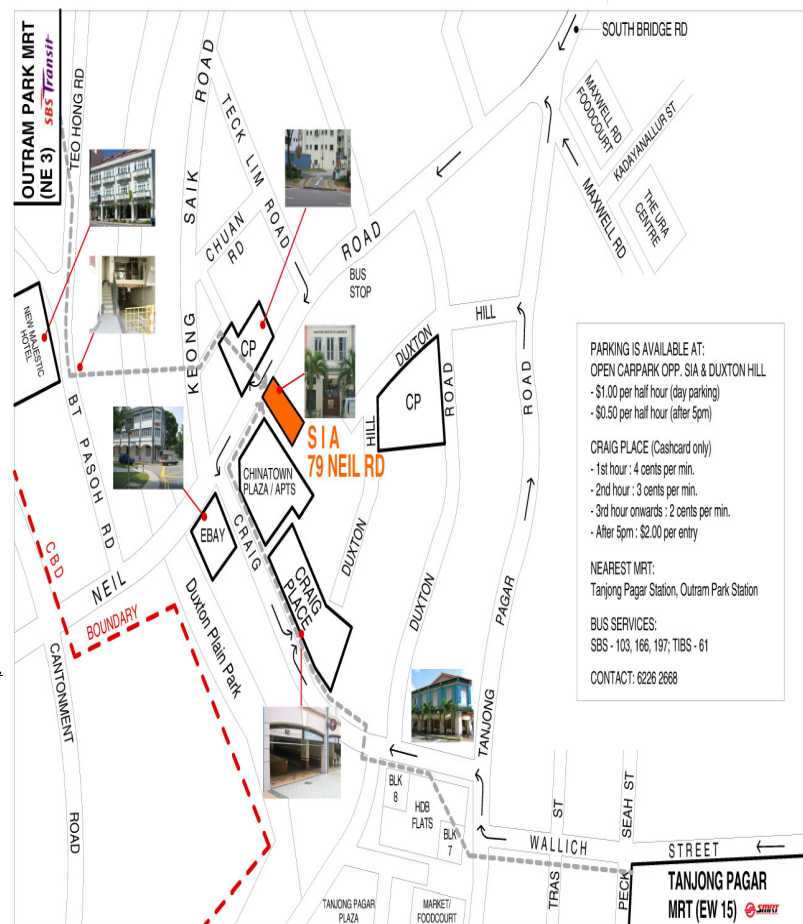 OUTRAM PARK MRT
(NE 3)
SBS Transit
TEO HONG RD
SAIK
ROAD
TECK LIM ROAD
CHUAN
RD
KEONG
ROAD
BUS
STOP
SOUTH BRIDGE RD
MAXWELL RD
FOODCOURT
KADAYANALLUR ST
THE URA
CENTRE
MAXWELL RD
NEW MAJESTIC
HOTEL
BT PASOH RD
CP
SIA
79 NEIL RD
DUXTON
HILL
HILL
CP
ROAD
ROAD
DUXTON
DUXTON
CHINATOWN
PLAZA / APTS
EBAY
CRAIG
CRAIG
PLACE
NEIL
CBD
BOUNDARY
Duxton Plain Park
CANTONMENT
ROAD
TANJONG
PAGAR
PARKING IS AVAILABLE AT:
OPEN CARPARK OPP. SIA & DUXTON HILL
- $1.00 per half hour (day parking)
- $0.50 per half hour (after 5pm)
CRAIG PLACE (Cashcard only)
- 1st hour : 4 cents per min.
- 2nd hour : 3 cents per min.
- 3rd hour onwards : 2 cents per min.
- After 5pm : $2.00 per entry
NEAREST MRT:
Tanjong Pagar Station, Outram Park Station
BUS SERVICES:
SBS - 103, 166, 197; TIBS - 61
CONTACT: 6226 2668
BLK
8
HDB
FLATS
BLK
7
TRAS ST
PECK SEAH ST
WALLICH STREET
TANJONG PAGAR
PLAZA
MARKET/
FOODCOURT
TANJONG PAGAR
MRT (EW 15)
SMRT